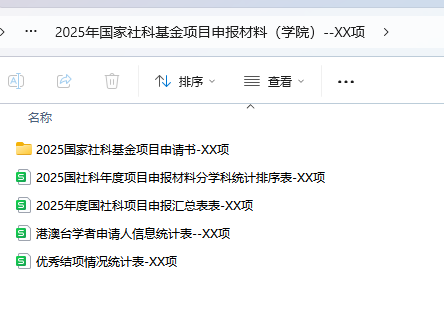 2025年国家社科基金项目申报材料（学院）--XX项
排序
查看
名称
2025国家社科基金项目申请书-XX项
2025国社科年度项目申报材料分学科统计排序表-XX项
2025年度国社科项目申报汇总表表-XX项
港澳台学者申请人信息统计表--XX项
优秀结项情况统计表-XX项